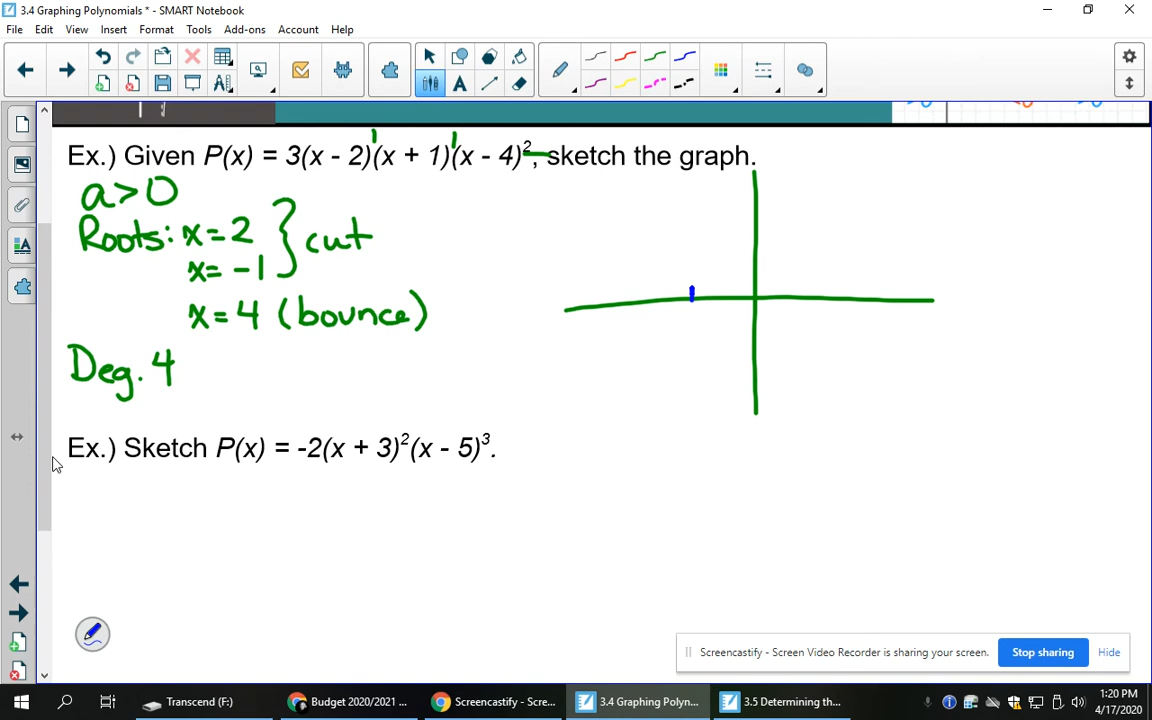 3.4 Graphing Polynomials * - SMART Notebook
File Edit View Insert Format Tools Add-ons Account Help
Ex.) Given P(x) = 3(x - 2)¹(x + 1)¹(x - 4)², sketch the graph.
a>0
Roots: x=2 } cut
x= -1
x=4 (bounce)
Deg. 4
Ex.) Sketch P(x) = -2(x + 3)²(x - 5)³.
Screencastify - Screen Video Recorder is sharing your screen. Stop sharing Hide
Transcend (F:) Budget 2020/2021 ... Screencastify - Scre... 3.4 Graphing Polyn... 3.5 Determining th...
1:20 PM
4/17/2020